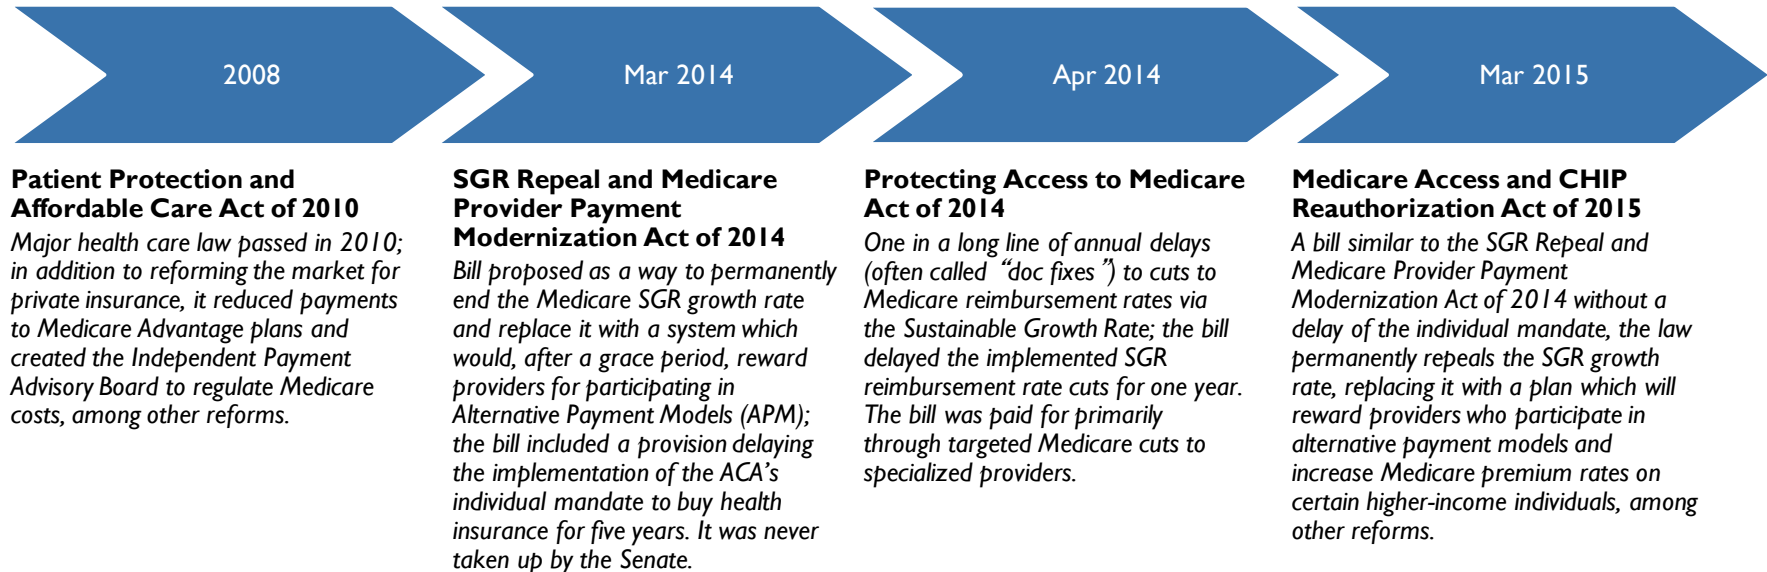 2008
Mar 2014
Apr 2014
Mar 2015
Patient Protection and
Affordable Care Act of 2010
Major health care law passed in 2010;
in addition to reforming the market for
private insurance, it reduced payments
to Medicare Advantage plans and
created the Independent Payment
Advisory Board to regulate Medicare
costs, among other reforms.
SGR Repeal and Medicare
Provider Payment
Modernization Act of 2014
Bill proposed as a way to permanently
end the Medicare SGR growth rate
and replace it with a system which
would, after a grace period, reward
providers for participating in
Alternative Payment Models (APM);
the bill included a provision delaying
the implementation of the ACA’s
individual mandate to buy health
insurance for five years. It was never
taken up by the Senate.
Protecting Access to Medicare
Act of 2014
One in a long line of annual delays
(often called “doc fixes”) to cuts to
Medicare reimbursement rates via
the Sustainable Growth Rate; the bill
delayed the implemented SGR
reimbursement rate cuts for one year.
The bill was paid for primarily
through targeted Medicare cuts to
specialized providers.
Medicare Access and CHIP
Reauthorization Act of 2015
A bill similar to the SGR Repeal and
Medicare Provider Payment
Modernization Act of 2014 without a
delay of the individual mandate, the law
permanently repeals the SGR growth
rate, replacing it with a plan which will
reward providers who participate in
alternative payment models and
increase Medicare premium rates on
certain higher-income individuals, among
other reforms.